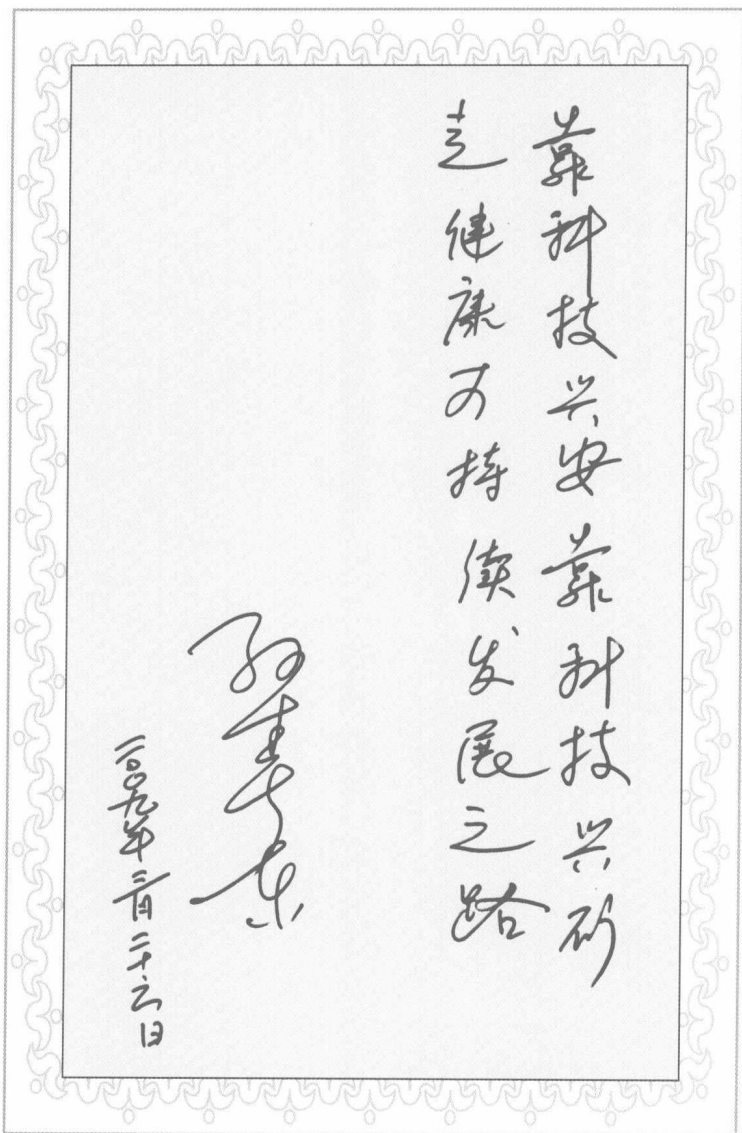 靠科技兴安靠科技兴矿
走健康可持续发展之路
二〇〇九年二月二十六日